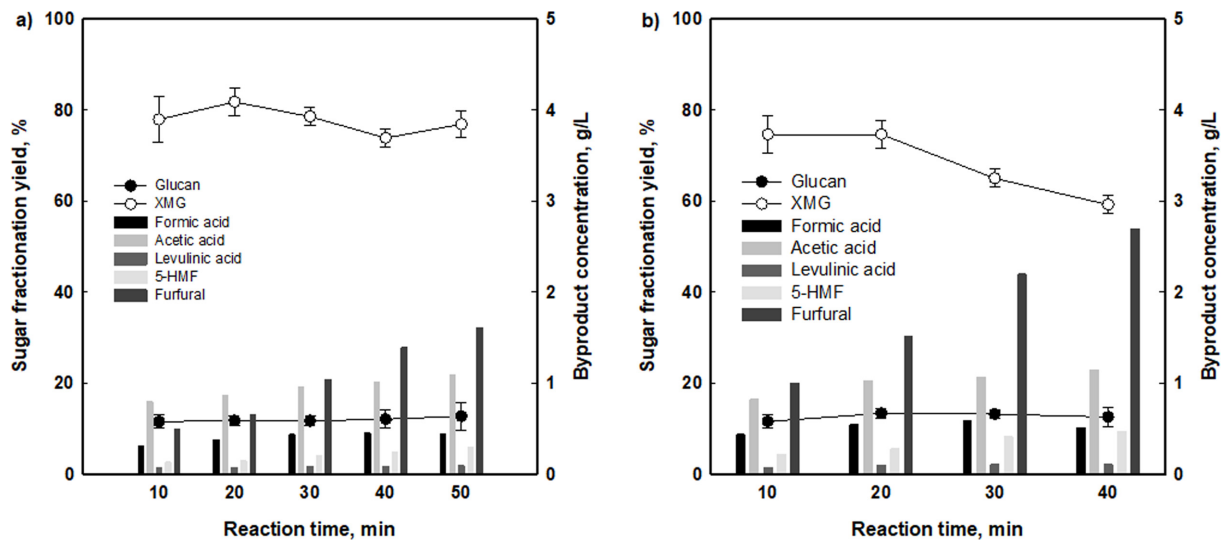 a)
100
80
60
40
20
0
Sugar fractionation yield, %
Glucan
XMG
Formic acid
Acetic acid
Levulinic acid
5-HMF
Furfural
5
4
3
2
1
0
Byproduct concentration, g/L
10 20 30 40 50
Reaction time, min
b)
100
80
60
40
20
0
Sugar fractionation yield, %
Glucan
XMG
Formic acid
Acetic acid
Levulinic acid
5-HMF
Furfural
5
4
3
2
1
0
Byproduct concentration, g/L
10 20 30 40
Reaction time, min